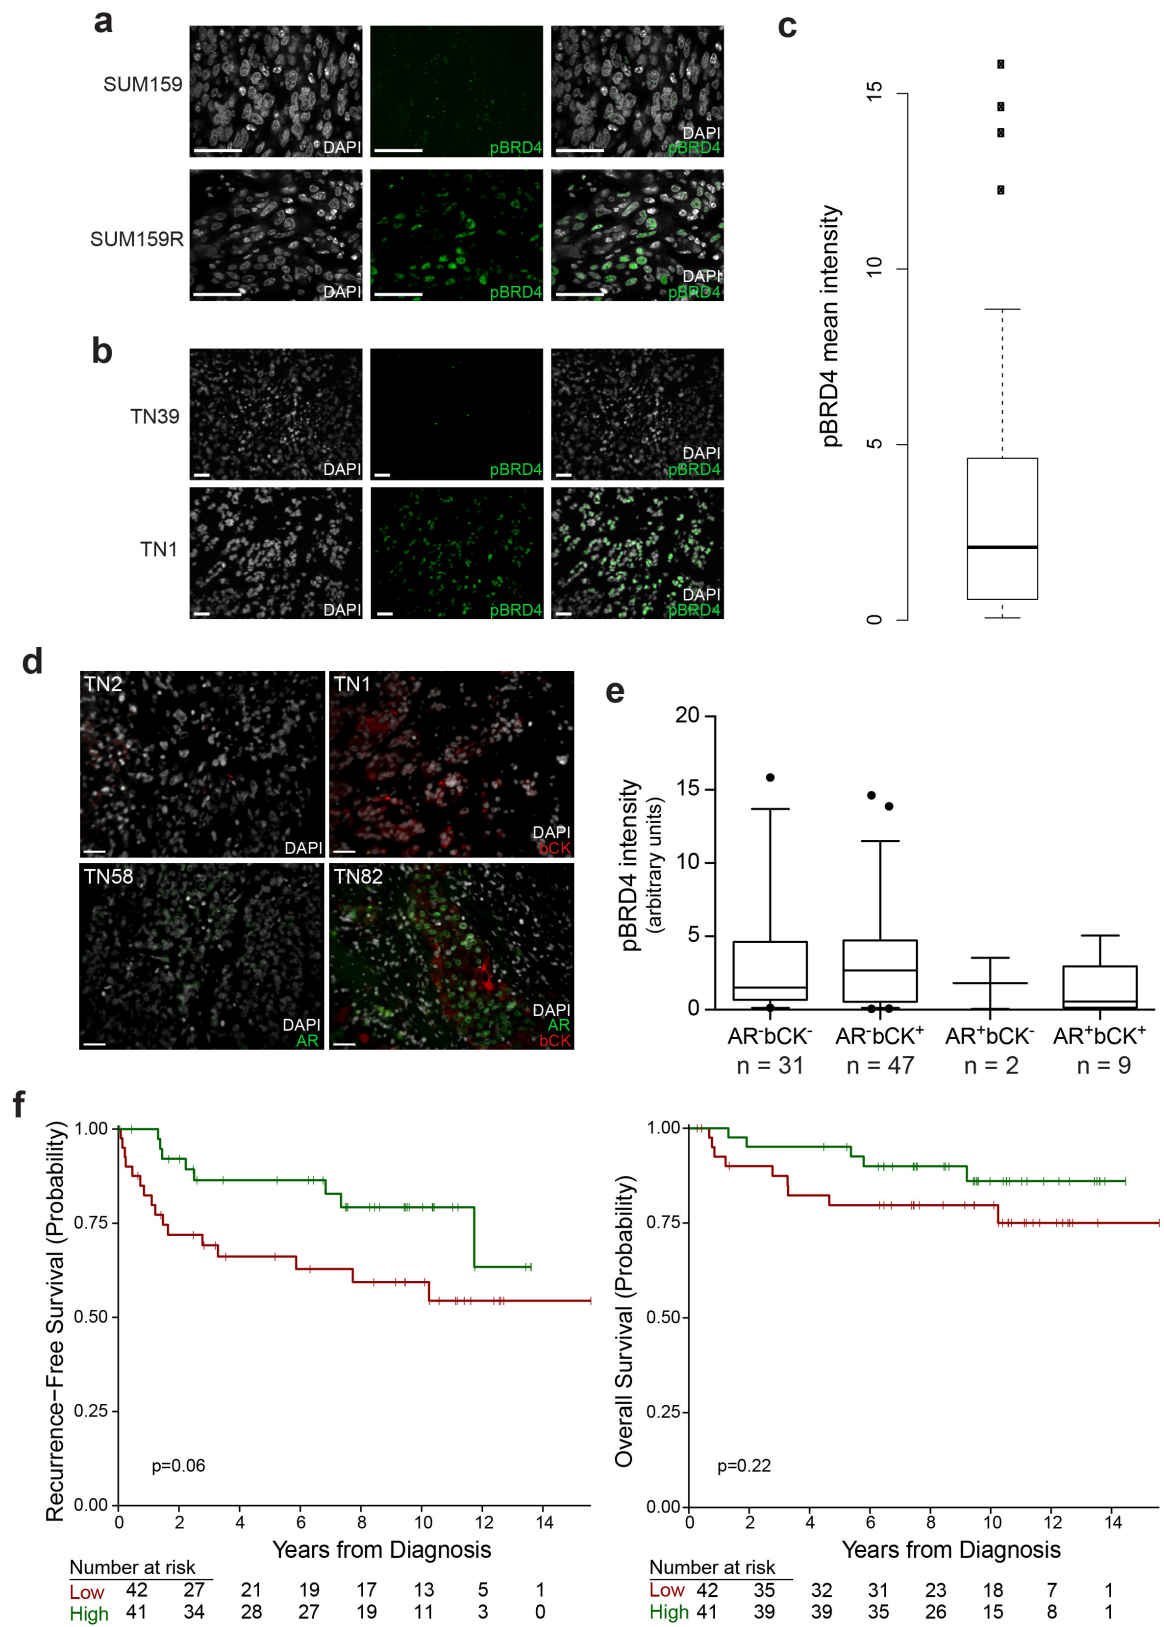 a
SUM159
DAPI
pBRD4
DAPI
pBRD4
SUM159R
DAPI
pBRD4
DAPI
pBRD4
b
TN39
DAPI
pBRD4
DAPI
pBRD4
TN1
DAPI
pBRD4
DAPI
pBRD4
c
pBRD4 mean intensity
15
10
5
0
d
TN2
DAPI
TN1
DAPI
bCK
TN58
DAPI
AR
TN82
DAPI
AR
bCK
e
pBRD4 intensity
(arbitrary units)
20
15
10
5
0
AR⁻bCK⁻ AR⁻bCK⁺ AR⁺bCK⁻ AR⁺bCK⁺
n = 31 n = 47 n = 2 n = 9
f
Recurrence−Free Survival (Probability)
1.00
0.75
0.50
0.25
0.00
p=0.06
0 2 4 6 8 10 12 14
Years from Diagnosis
Number at risk
Low 42 27 21 19 17 13 5 1
High 41 34 28 27 19 11 3 0
Overall Survival (Probability)
1.00
0.75
0.50
0.25
0.00
p=0.22
0 2 4 6 8 10 12 14
Years from Diagnosis
Number at risk
Low 42 35 32 31 23 18 7 1
High 41 39 39 35 26 15 8 1